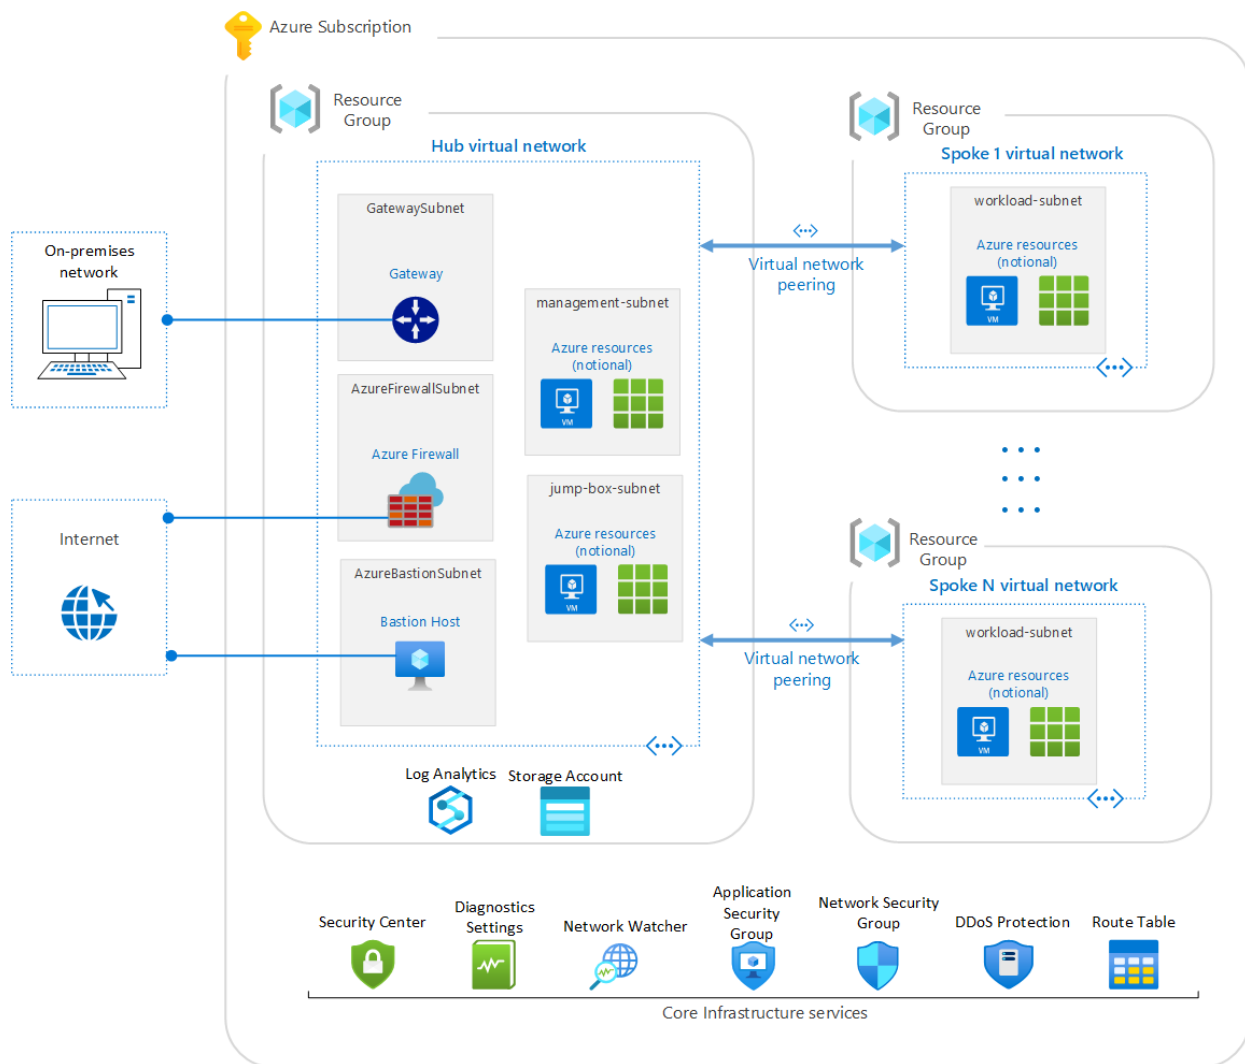 Azure Subscription
Resource
Group
Hub virtual network
GatewaySubnet
Gateway
AzureFirewallSubnet
Azure Firewall
AzureBastionSubnet
Bastion Host
management-subnet
Azure resources
(notional)
VM
jump-box-subnet
Azure resources
(notional)
VM
Log Analytics
Storage Account
On-premises
network
Internet
Virtual network
peering
Virtual network
peering
Resource
Group
Spoke 1 virtual network
workload-subnet
Azure resources
(notional)
VM
Resource
Group
Spoke N virtual network
workload-subnet
Azure resources
(notional)
VM
Security Center
Diagnostics
Settings
Network Watcher
Application
Security
Group
Network Security
Group
DDoS Protection
Route Table
Core Infrastructure services